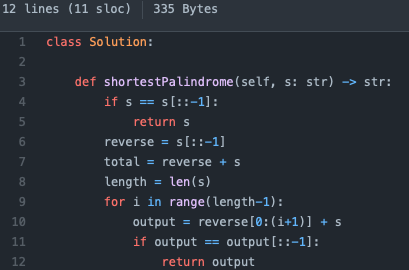 12 lines (11 sloc) 335 Bytes
1 class Solution:
2
3 def shortestPalindrome(self, s: str) -> str:
4 if s == s[::-1]:
5 return s
6 reverse = s[::-1]
7 total = reverse + s
8 length = len(s)
9 for i in range(length-1):
10 output = reverse[0:(i+1)] + s
11 if output == output[::-1]:
12 return output